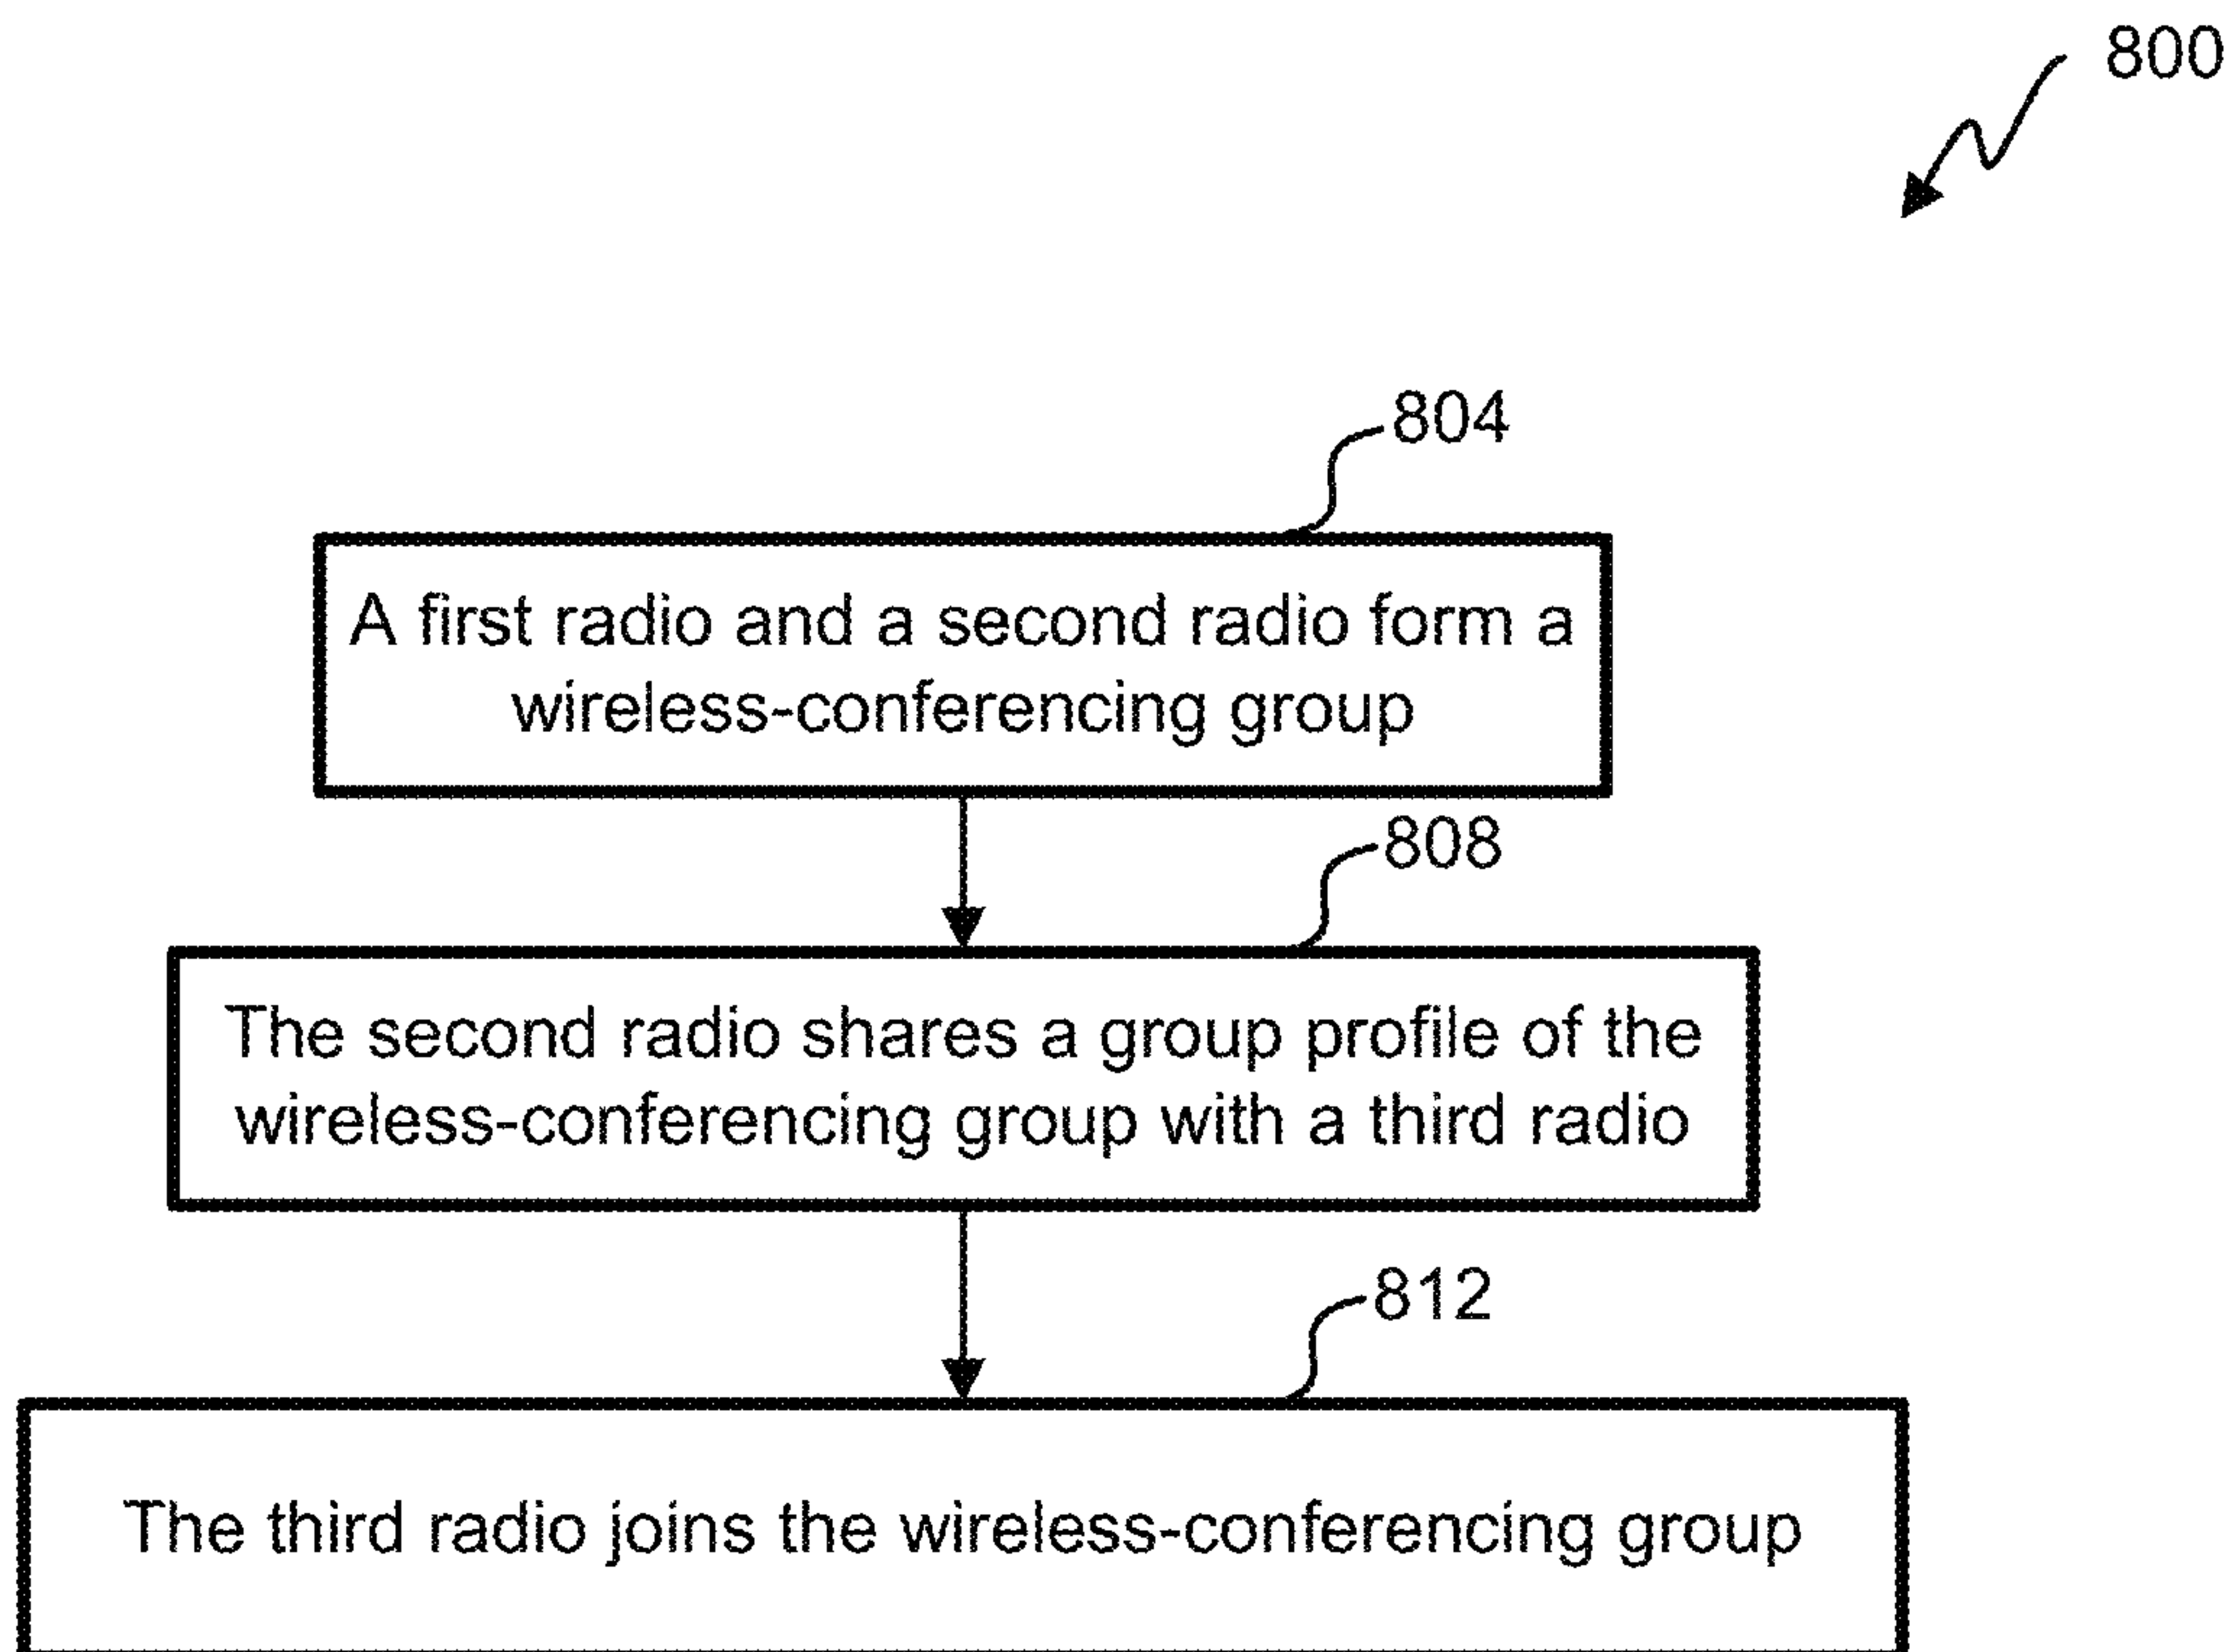 800
804
A first radio and a second radio form a
wireless-conferencing group
808
The second radio shares a group profile of the
wireless-conferencing group with a third radio
812
The third radio joins the wireless-conferencing group